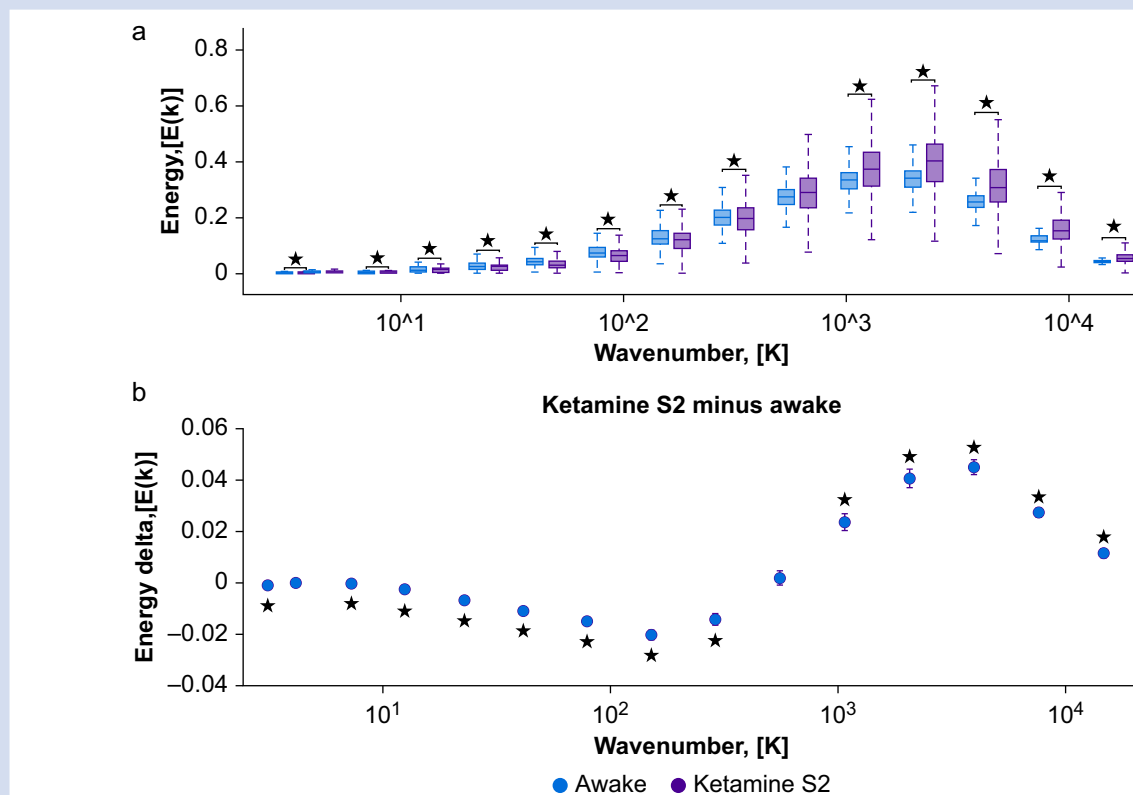 a
Energy,[E(k)]
0.8
0.6
0.4
0.2
0
10^1 10^2 10^3 10^4
Wavenumber, [K]
b
Ketamine S2 minus awake
Energy delta,[E(k)]
0.06
0.04
0.02
0
−0.02
−0.04
10¹ 10² 10³ 10⁴
Wavenumber, [K]
Awake Ketamine S2